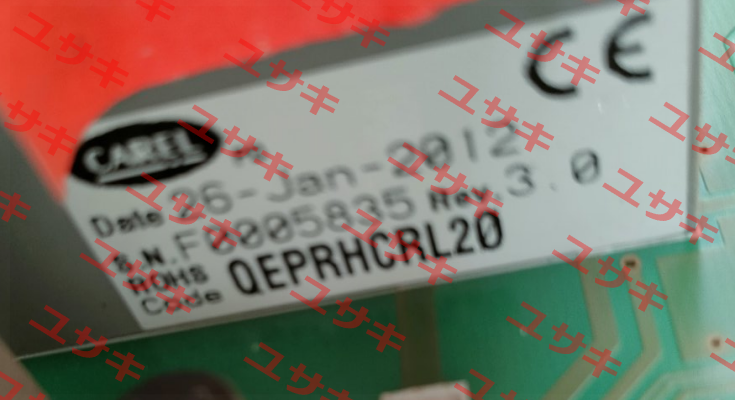 CAREL
CE
Date 26-Jan-2012
S.N. F0005835 Rev. 3.0
ROHS
Code QEPRHCRL20
ユサキ